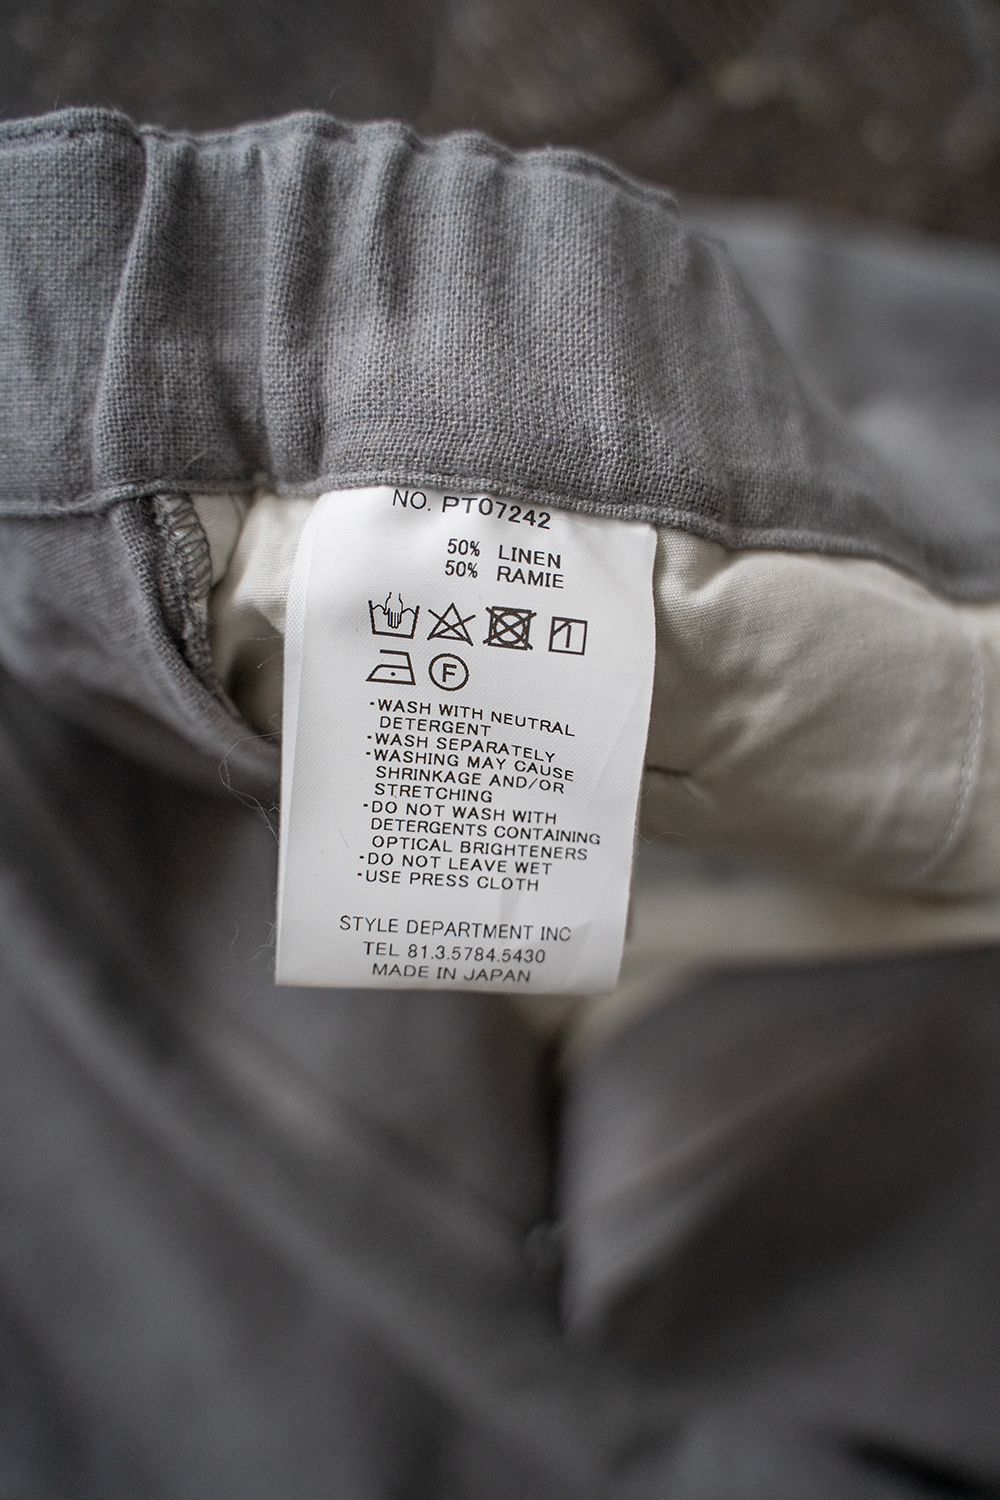 NO. PT07242
50% LINEN
50% RAMIE
F
-WASH WITH NEUTRAL
DETERGENT
-WASH SEPARATELY
-WASHING MAY CAUSE
SHRINKAGE AND/OR
STRETCHING
-DO NOT WASH WITH
DETERGENTS CONTAINING
OPTICAL BRIGHTENERS
-DO NOT LEAVE WET
-USE PRESS CLOTH
STYLE DEPARTMENT INC
TEL 81.3.5784.5430
MADE IN JAPAN